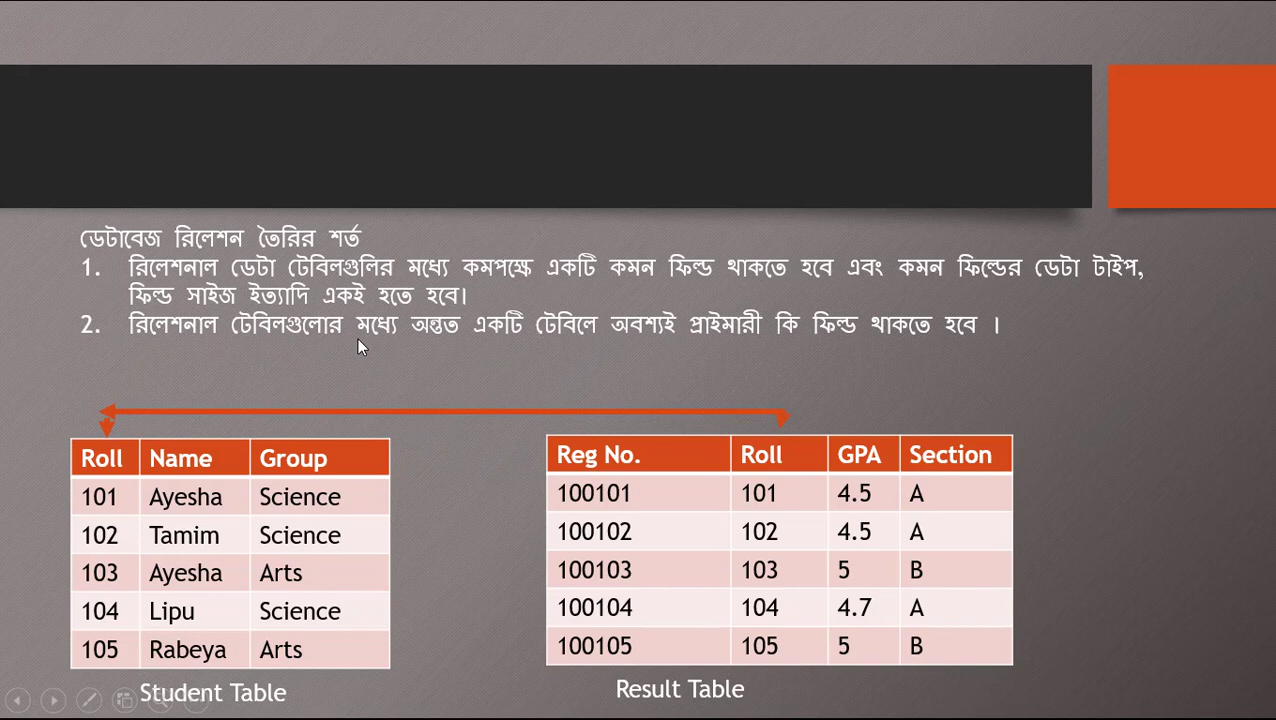 ডেটাবেজ রিলেশন তৈরির শর্ত
1. রিলেশনাল ডেটা টেবিলগুলির মধ্যে কমপক্ষে একটি কমন ফিল্ড থাকতে হবে এবং কমন ফিল্ডের ডেটা টাইপ,
ফিল্ড সাইজ ইত্যাদি একই হতে হবে।
2. রিলেশনাল টেবিলগুলোর মধ্যে অন্তত একটি টেবিলে অবশ্যই প্রাইমারী কি ফিল্ড থাকতে হবে ।
Roll Name Group
101 Ayesha Science
102 Tamim Science
103 Ayesha Arts
104 Lipu Science
105 Rabeya Arts
Student Table
Reg No. Roll GPA Section
100101 101 4.5 A
100102 102 4.5 A
100103 103 5 B
100104 104 4.7 A
100105 105 5 B
Result Table